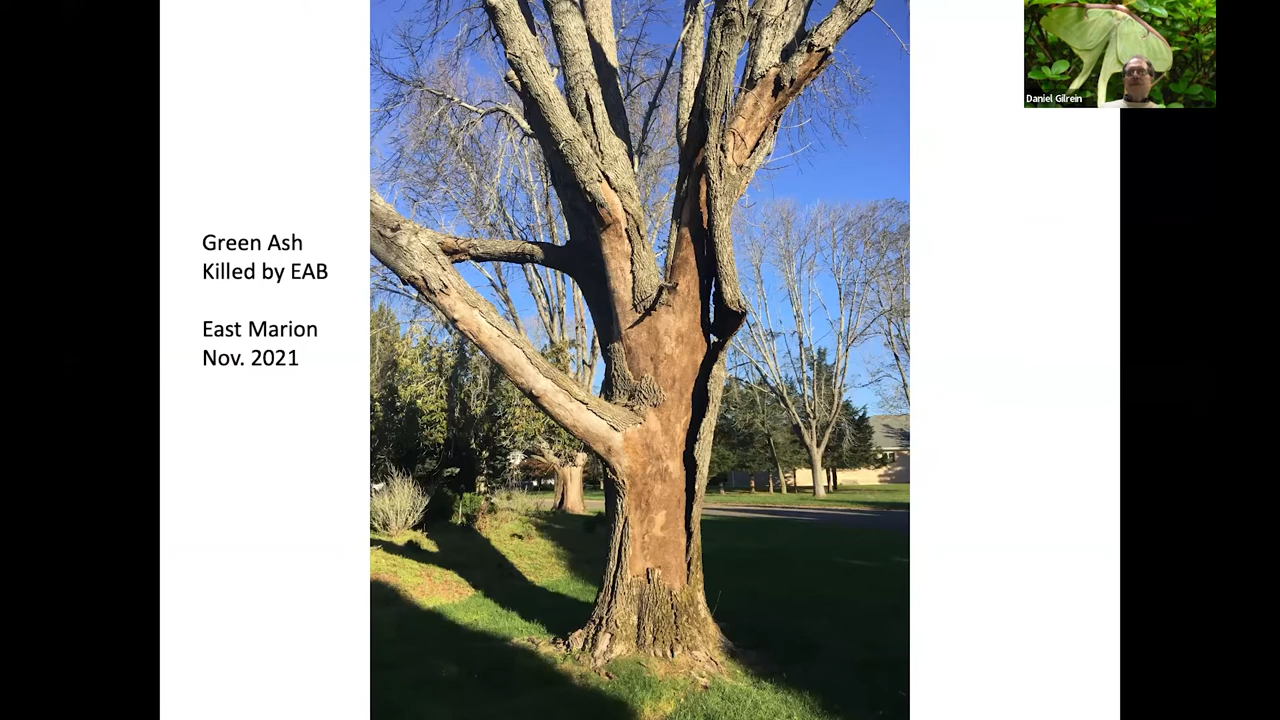 Green Ash
Killed by EAB
East Marion
Nov. 2021
Daniel Gilrein